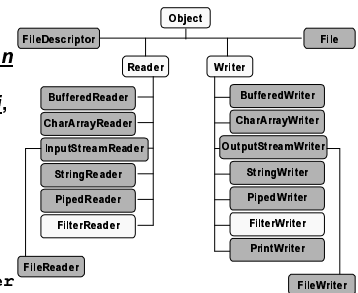 Object
FileDescriptor
File
n
Reader
Writer
i,
BufferedReader
BufferedWriter
CharArrayReader
CharArrayWriter
InputStreamReader
OutputStreamWriter
StringReader
StringWriter
PipedReader
PipedWriter
FilterReader
FilterWriter
PrintWriter
FileReader
er
FileWriter